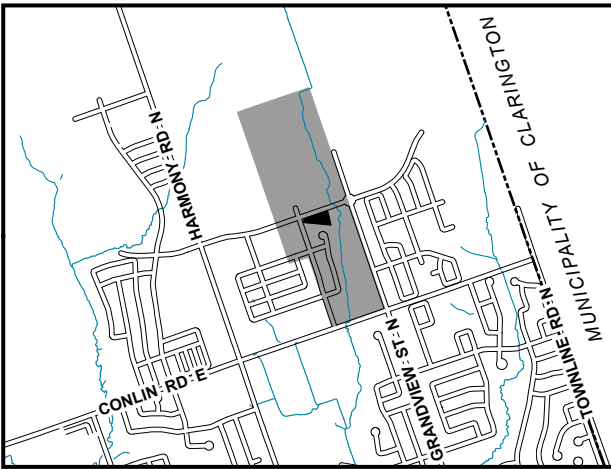 HARMONY RD N
MUNICIPALITY OF CLARINGTON
CONLIN RD E
GRANDVIEW ST N
TOWNLINE RD N